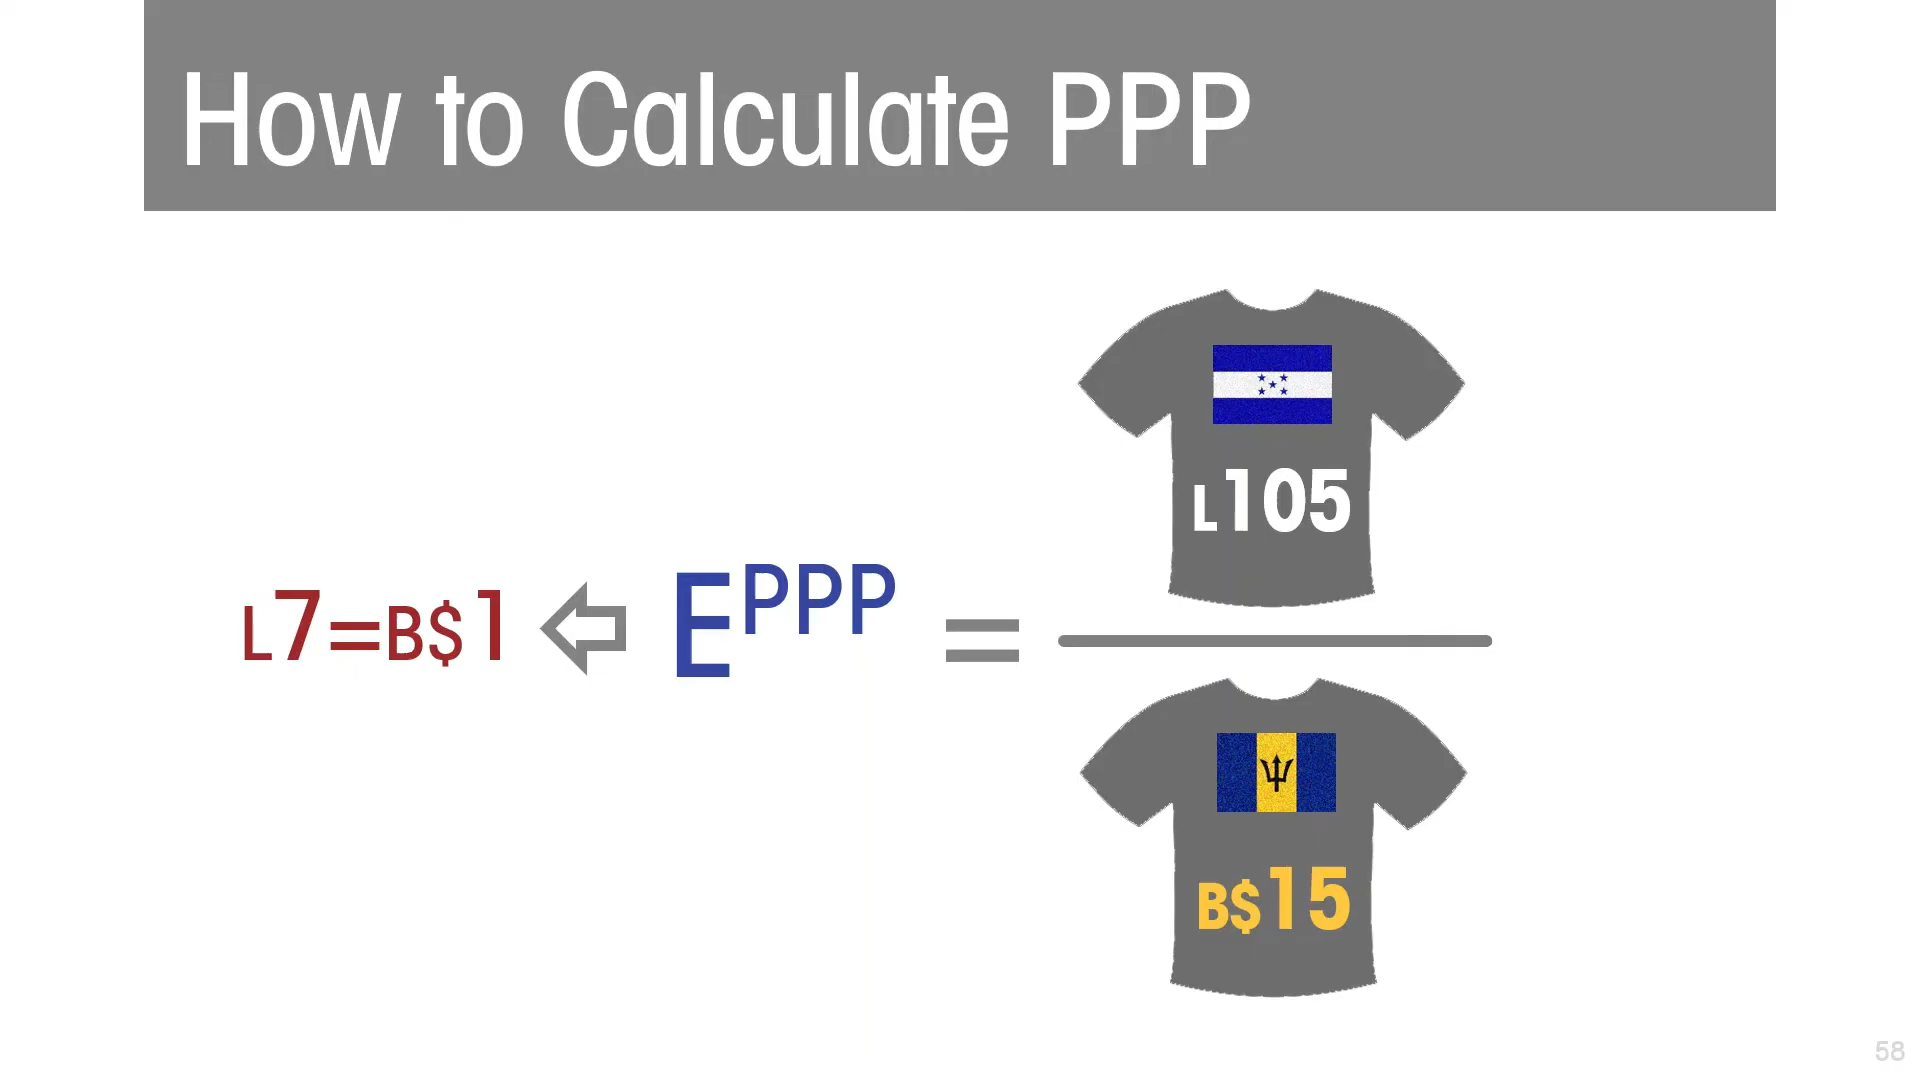 How to Calculate PPP
L105
L7=B$1 EPPP =
B$15
58